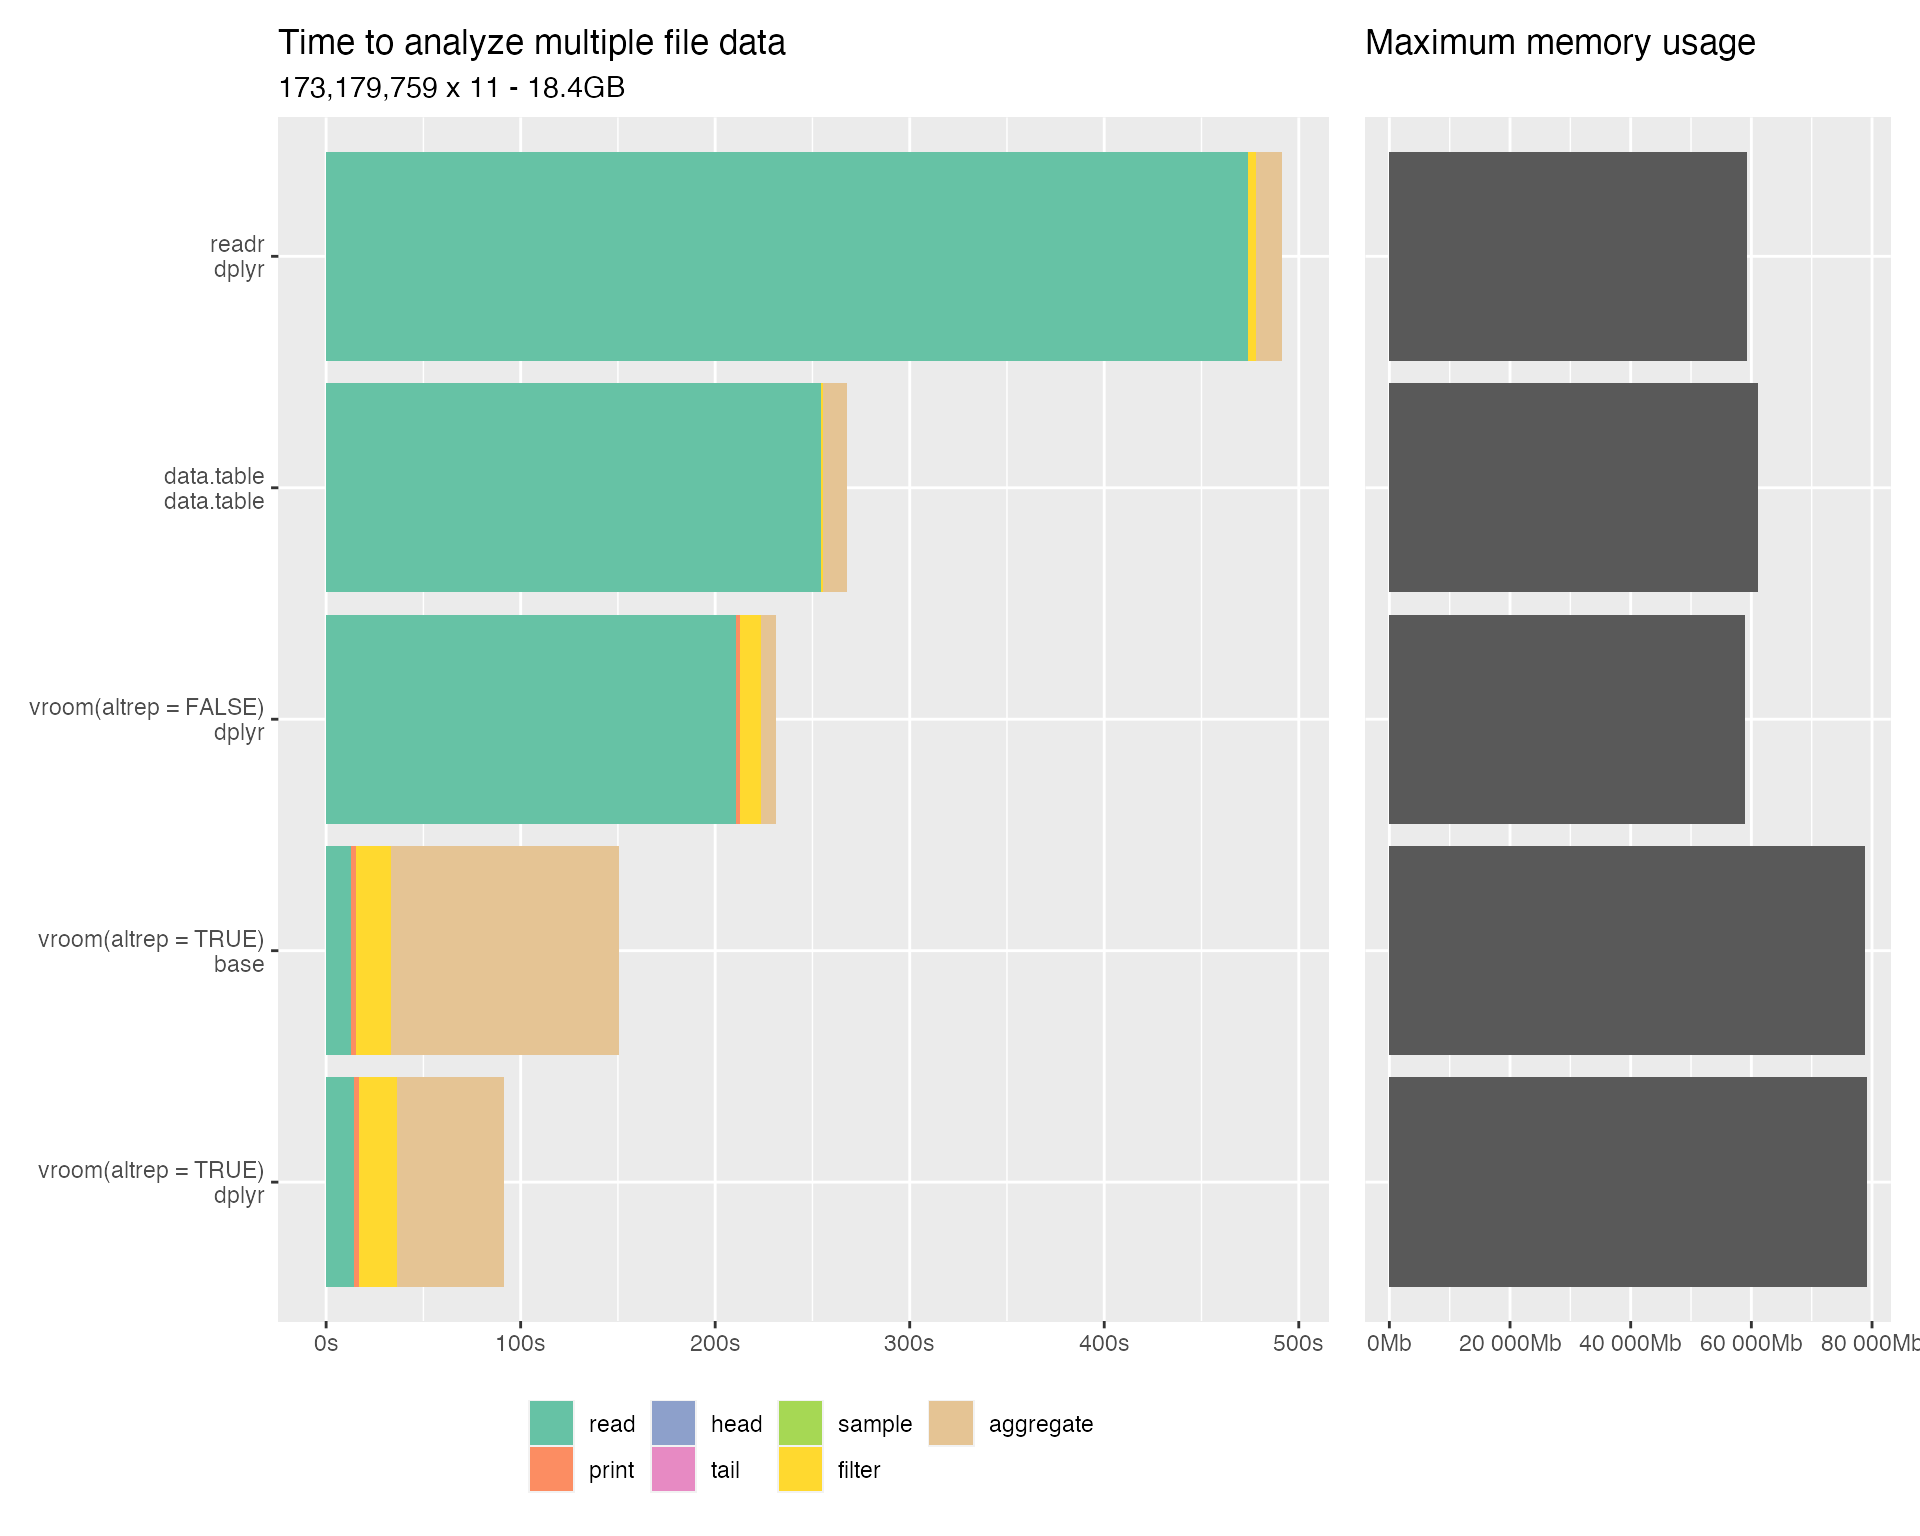 Time to analyze multiple file data
173,179,759 x 11 - 18.4GB
Maximum memory usage
readr
dplyr
data.table
data.table
vroom(altrep = FALSE)
dplyr
vroom(altrep = TRUE)
base
vroom(altrep = TRUE)
dplyr
0s 100s 200s 300s 400s 500s
0Mb 20 000Mb 40 000Mb 60 000Mb 80 000Mb
read head sample aggregate
print tail filter